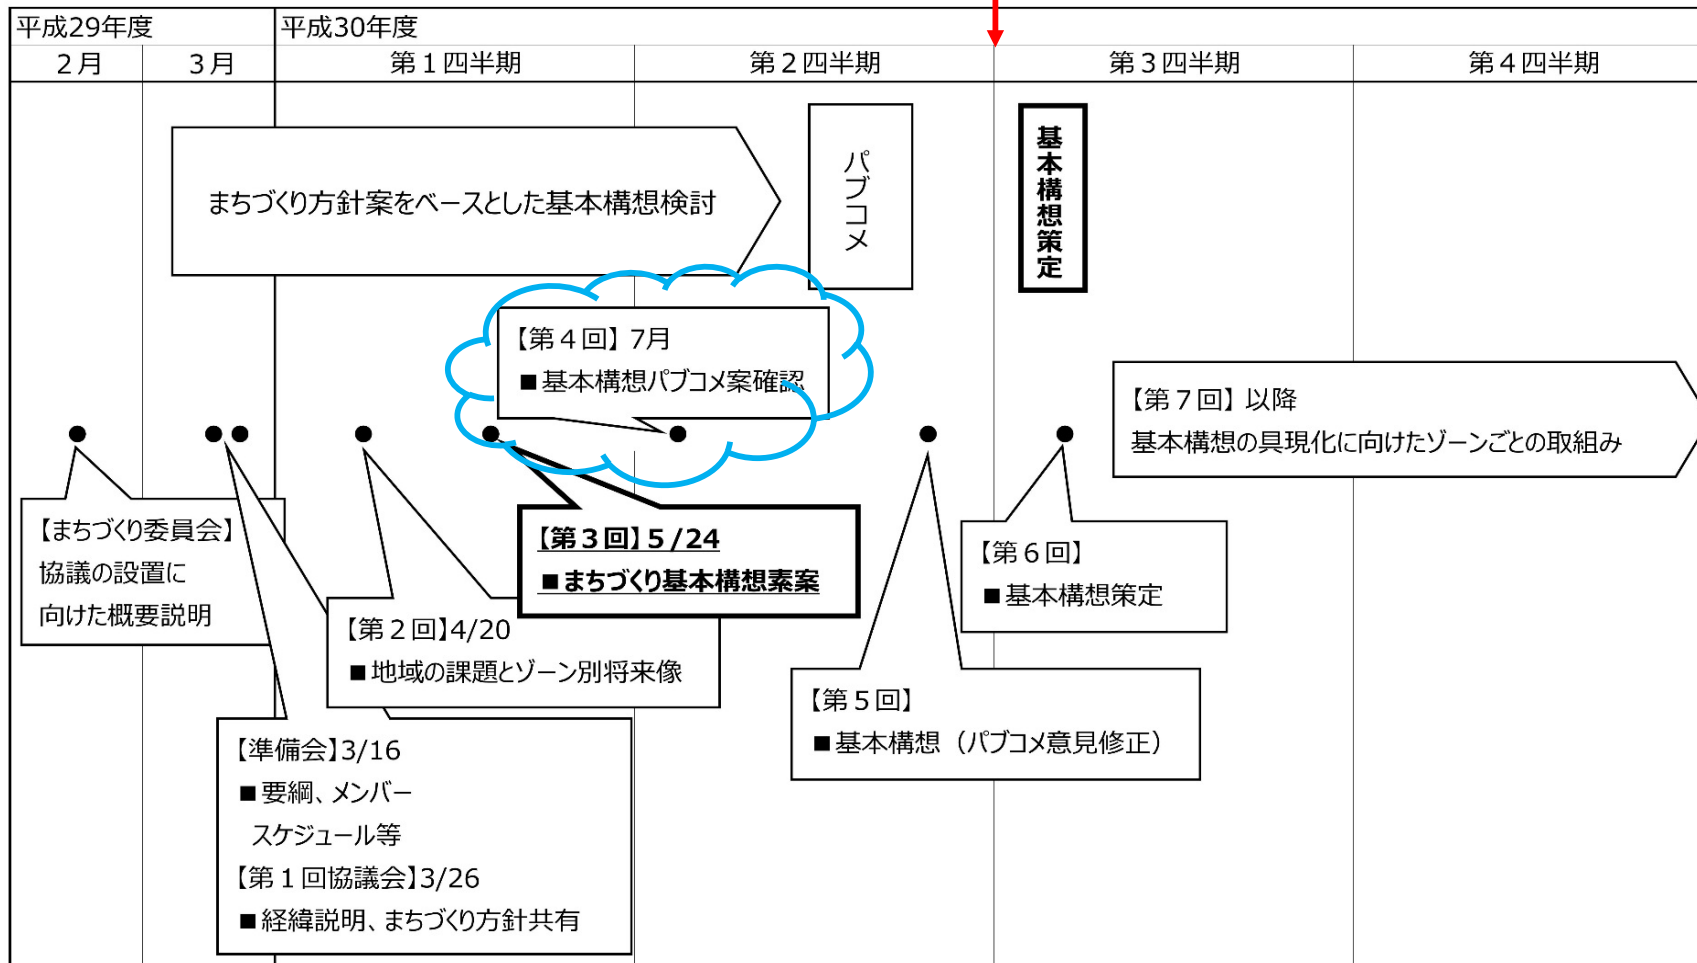 平成29年度
平成30年度
2月
3月
第1四半期
第2四半期
第3四半期
第4四半期
まちづくり方針案をベースとした基本構想検討
パブコメ
基本構想策定
【第4回】 7月
■基本構想パブコメ案確認
【第7回】 以降
基本構想の具現化に向けたゾーンごとの取組み
【まちづくり委員会】
協議の設置に
向けた概要説明
【第3回】5/24
■まちづくり基本構想素案
【第6回】
■基本構想策定
【第2回】4/20
■地域の課題とゾーン別将来像
【第5回】
■基本構想(パブコメ意見修正)
【準備会】3/16
■要綱、メンバー
スケジュール等
【第1回協議会】3/26
■経緯説明、まちづくり方針共有